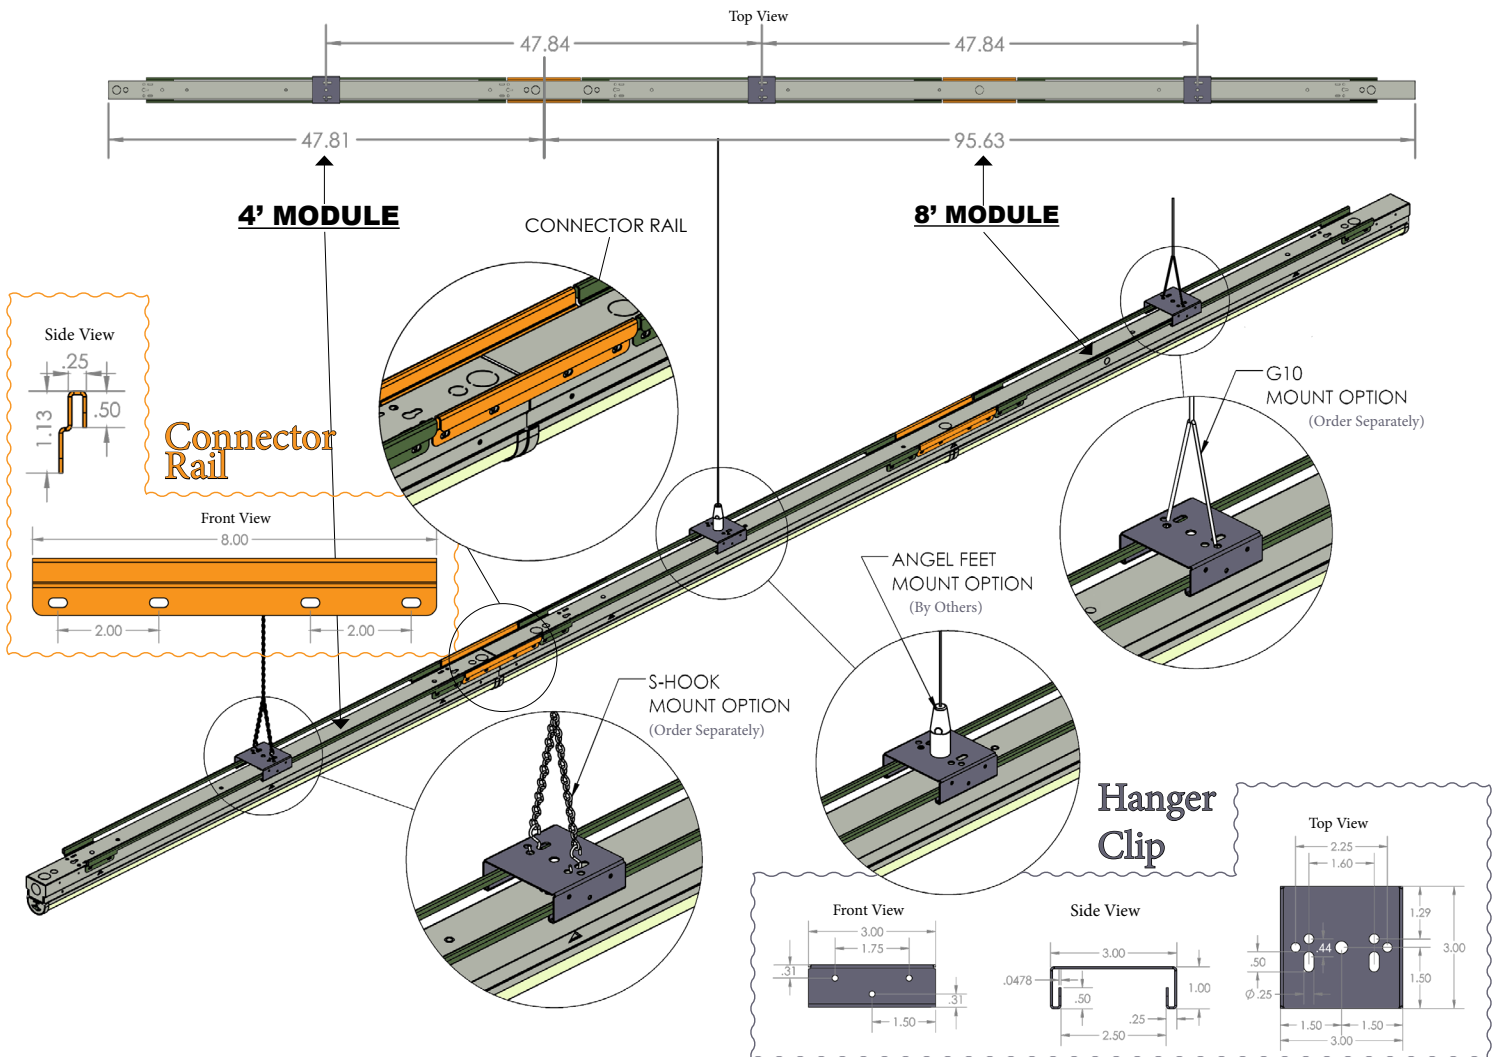 Top View
47.84
47.84
47.81
95.63
4' MODULE
8' MODULE
CONNECTOR RAIL
Side View
.25
.50
1.13
Connector
Rail
Front View
8.00
2.00
2.00
G10
MOUNT OPTION
(Order Separately)
ANGEL FEET
MOUNT OPTION
(By Others)
S-HOOK
MOUNT OPTION
(Order Separately)
Hanger
Clip
Front View
3.00
1.75
.31
.31
1.50
Side View
3.00
.0478
.50
1.00
.25
2.50
Top View
2.25
1.60
1.29
.44
3.00
.50
1.50
Ø.25
1.50
1.50
3.00